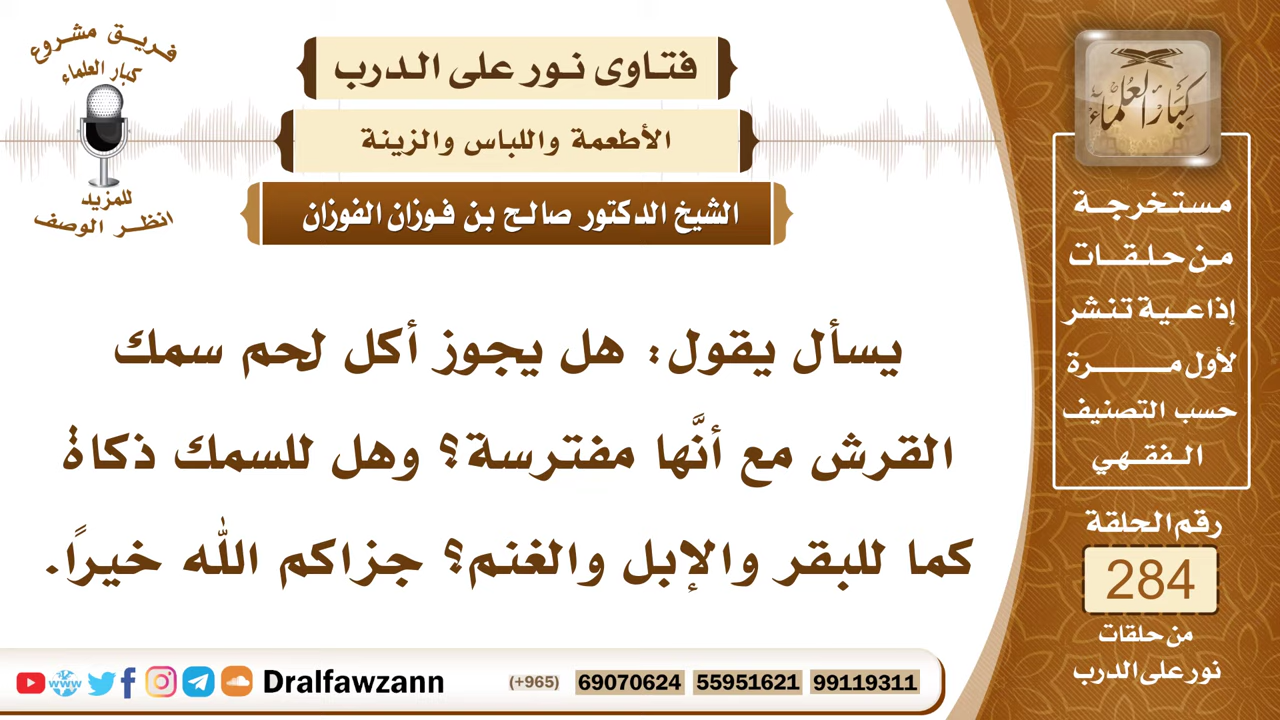 فريق مشروع
كبار العلماء
للمزيد
انظر الوصف
فتاوى نور على الدرب
الأطعمة واللباس والزينة
الشيخ الدكتور صالح بن فوزان الفوزان
يسأل يقول: هل يجوز أكل لحم سمك
القرش مع أنَّها مفترسة؟ وهل للسمك ذكاة
كما للبقر والإبل والغنم؟ جزاكم الله خيراً.
كبار العلماء
مستخرجة
من حلقات
إذاعية تنشر
لأول مرة
حسب التصنيف
الفقهي
رقم الحلقة
284
من حلقات
نور على الدرب
www Dralfawzann (+965) 69070624 55951621 99119311